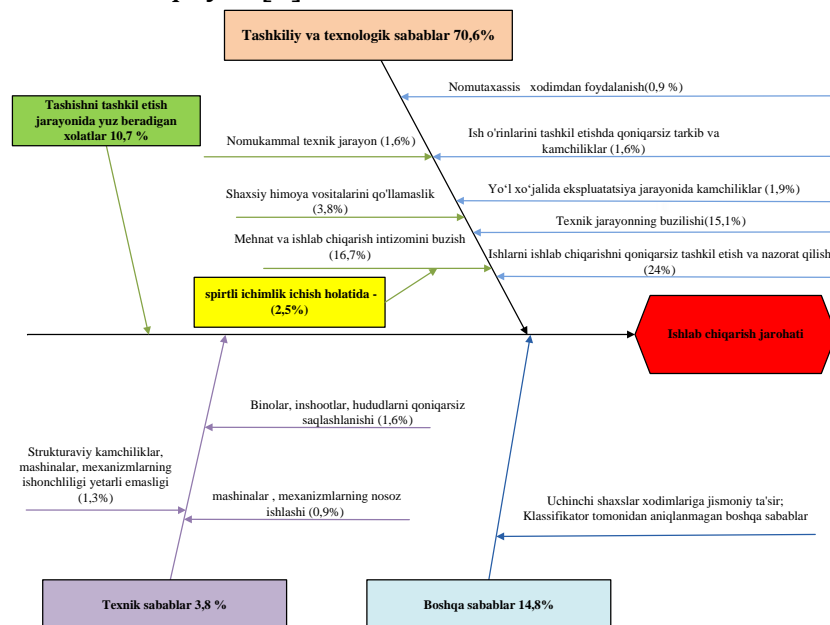 Tashkiliy va texnologik sabablar 70,6%
Nomutaxassis xodimdan foydalanish(0,9 %)
Tashishni tashkil etish
jarayonida yuz beradigan
xolatlar 10,7 %
Nomukammal texnik jarayon (1,6%)
Ish o'rinlarini tashkil etishda qoniqarsiz tarkib va
kamchiliklar (1,6%)
Shaxsiy himoya vositalarini qo'llamaslik
(3,8%)
Yo‘l xo‘jalida ekspluatatsiya jarayonida kamchiliklar (1,9%)
Texnik jarayonning buzilishi(15,1%)
Mehnat va ishlab chiqarish intizomini buzish
(16,7%)
Ishlarni ishlab chiqarishni qoniqarsiz tashkil etish va nazorat qilish
(24%)
spirtli ichimlik ichish holatida -
(2,5%)
Ishlab chiqarish jarohati
Binolar, inshootlar, hududlarni qoniqarsiz
saqlashlanishi (1,6%)
Strukturaviy kamchiliklar,
mashinalar, mexanizmlarning
ishonchliligi yetarli emasligi
(1,3%)
mashinalar , mexanizmlarning nosoz
ishlashi (0,9%)
Uchinchi shaxslar xodimlariga jismoniy ta'sir;
Klassifikator tomonidan aniqlanmagan boshqa sabablar
Texnik sabablar 3,8 %
Boshqa sabablar 14,8%